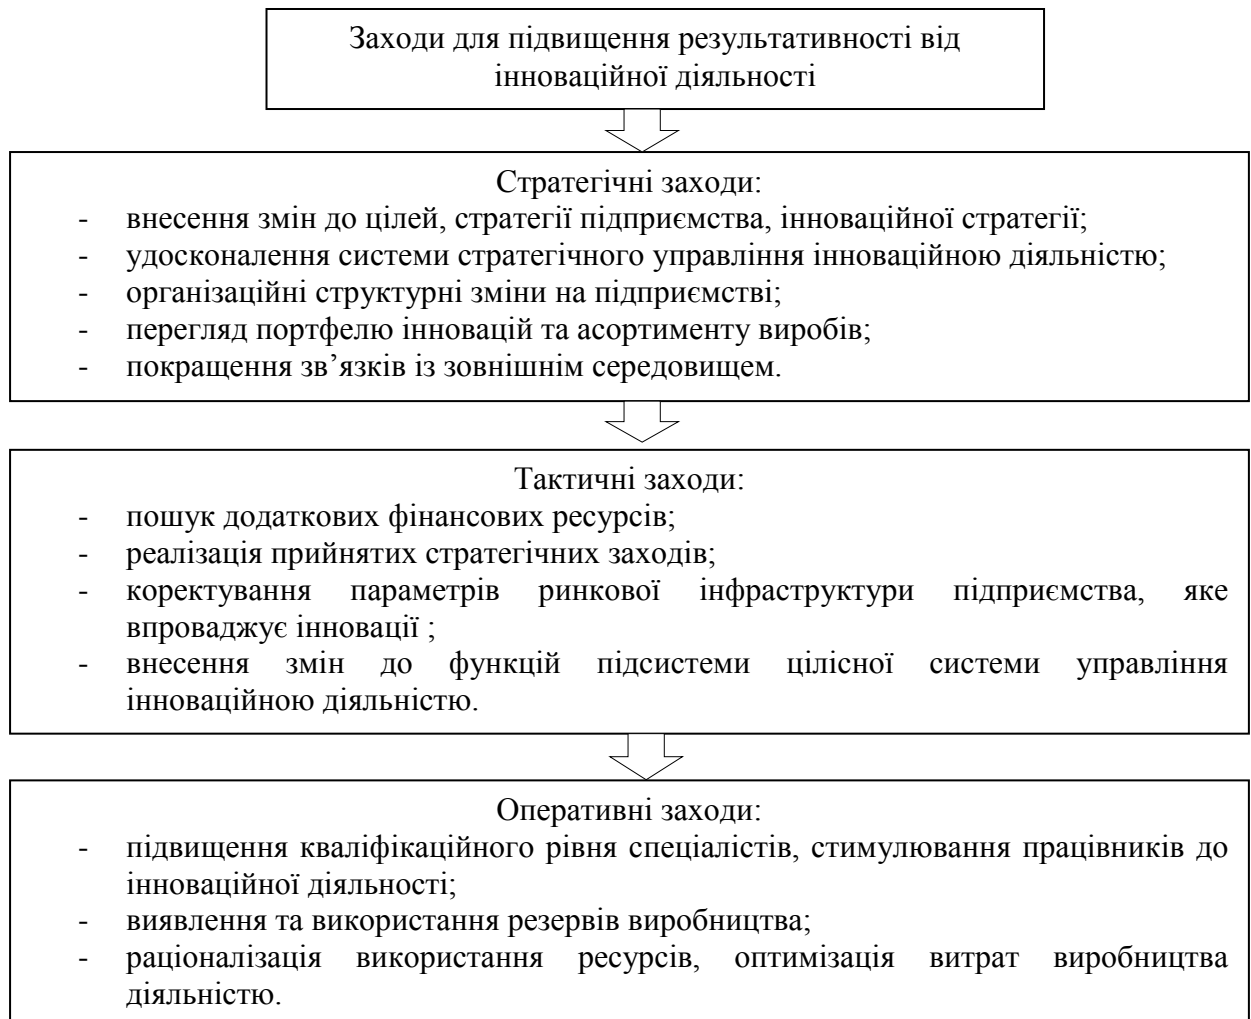 Заходи для підвищення результативності від
інноваційної діяльності
Стратегічні заходи:
- внесення змін до цілей, стратегії підприємства, інноваційної стратегії;
- удосконалення системи стратегічного управління інноваційною діяльністю;
- організаційні структурні зміни на підприємстві;
- перегляд портфелю інновацій та асортименту виробів;
- покращення зв’язків із зовнішнім середовищем.
Тактичні заходи:
- пошук додаткових фінансових ресурсів;
- реалізація прийнятих стратегічних заходів;
- коректування параметрів ринкової інфраструктури підприємства, яке
впроваджує інновації ;
- внесення змін до функцій підсистеми цілісної системи управління
інноваційною діяльністю.
Оперативні заходи:
- підвищення кваліфікаційного рівня спеціалістів, стимулювання працівників до
інноваційної діяльності;
- виявлення та використання резервів виробництва;
- раціоналізація використання ресурсів, оптимізація витрат виробництва
діяльністю.